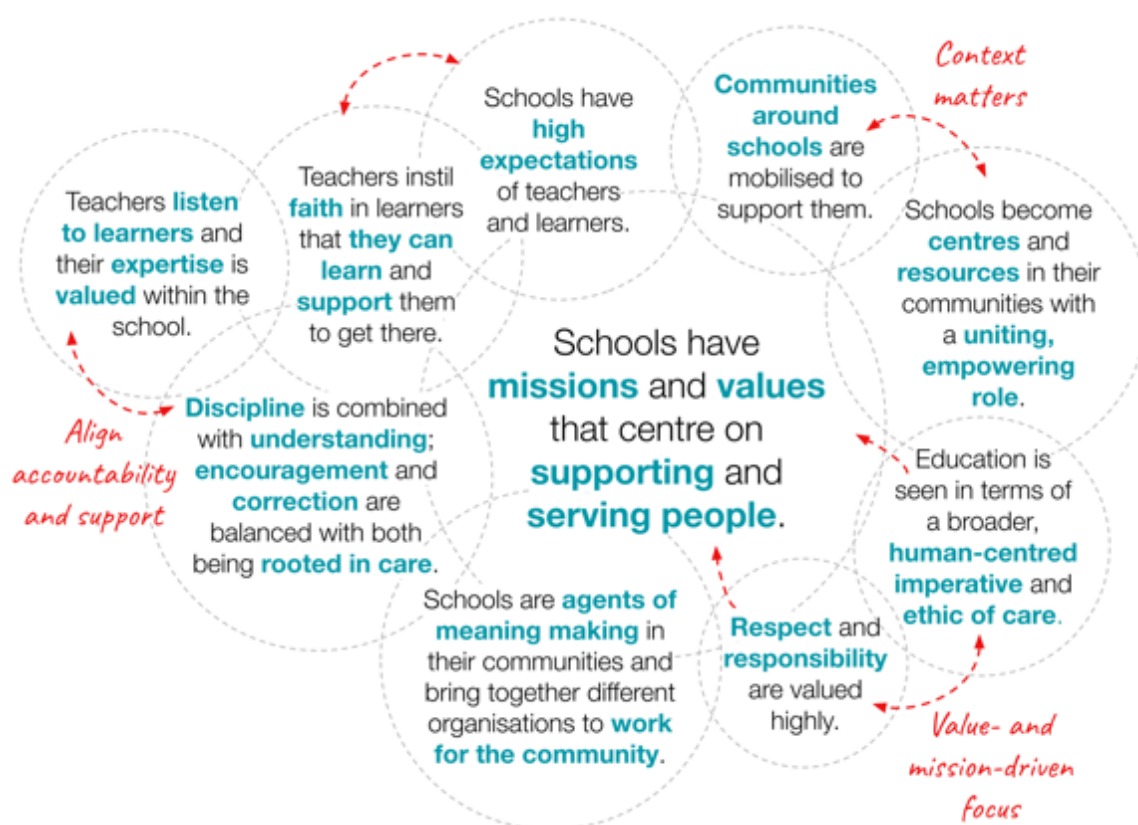 Context
matters
Schools have
high
expectations
of teachers
and learners.
Communities
around
schools are
mobilised to
support them.
Teachers listen
to learners and
their expertise is
valued within the
school.
Teachers instil
faith in learners
that they can
learn and
support them
to get there.
Schools become
centres and
resources in their
communities with
a uniting,
empowering
role.
Schools have
missions and values
that centre on
supporting and
serving people.
Align
accountability
and support
Discipline is combined
with understanding;
encouragement and
correction are
balanced with both
being rooted in care.
Education is
seen in terms of
a broader,
human-centred
imperative and
ethic of care.
Schools are agents of
meaning making in
their communities and
bring together different
organisations to work
for the community.
Respect and
responsibility
are valued
highly.
Value- and
mission-driven
focus